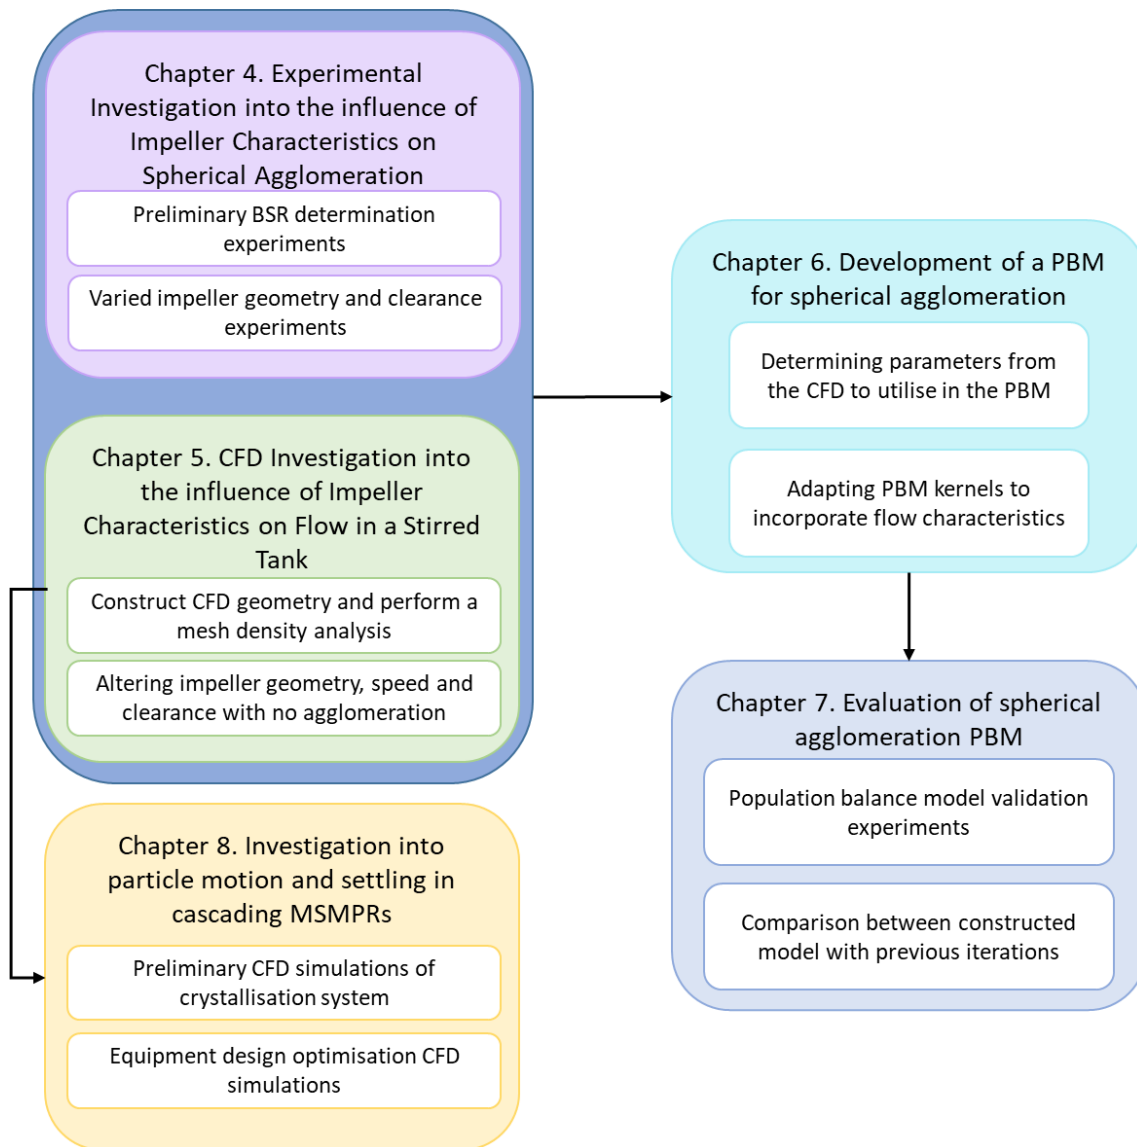 Chapter 4. Experimental
Investigation into the influence of
Impeller Characteristics on
Spherical Agglomeration
Preliminary BSR determination
experiments
Varied impeller geometry and clearance
experiments
Chapter 5. CFD Investigation into
the influence of Impeller
Characteristics on Flow in a Stirred
Tank
Construct CFD geometry and perform a
mesh density analysis
Altering impeller geometry, speed and
clearance with no agglomeration
Chapter 8. Investigation into
particle motion and settling in
cascading MSMPRs
Preliminary CFD simulations of
crystallisation system
Equipment design optimisation CFD
simulations
Chapter 6. Development of a PBM
for spherical agglomeration
Determining parameters from
the CFD to utilise in the PBM
Adapting PBM kernels to
incorporate flow characteristics
Chapter 7. Evaluation of spherical
agglomeration PBM
Population balance model validation
experiments
Comparison between constructed
model with previous iterations